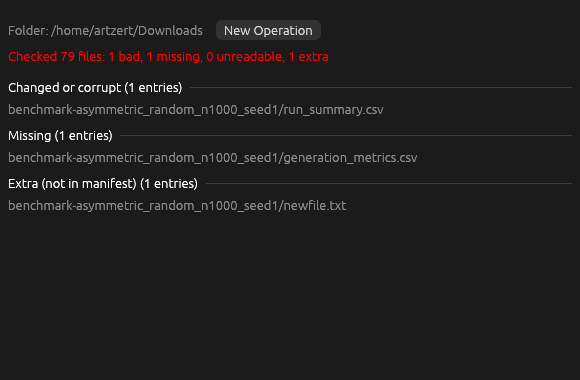 Folder: /home/artzert/Downloads New Operation
Checked 79 files: 1 bad, 1 missing, 0 unreadable, 1 extra
Changed or corrupt (1 entries)
benchmark-asymmetric_random_n1000_seed1/run_summary.csv
Missing (1 entries)
benchmark-asymmetric_random_n1000_seed1/generation_metrics.csv
Extra (not in manifest) (1 entries)
benchmark-asymmetric_random_n1000_seed1/newfile.txt